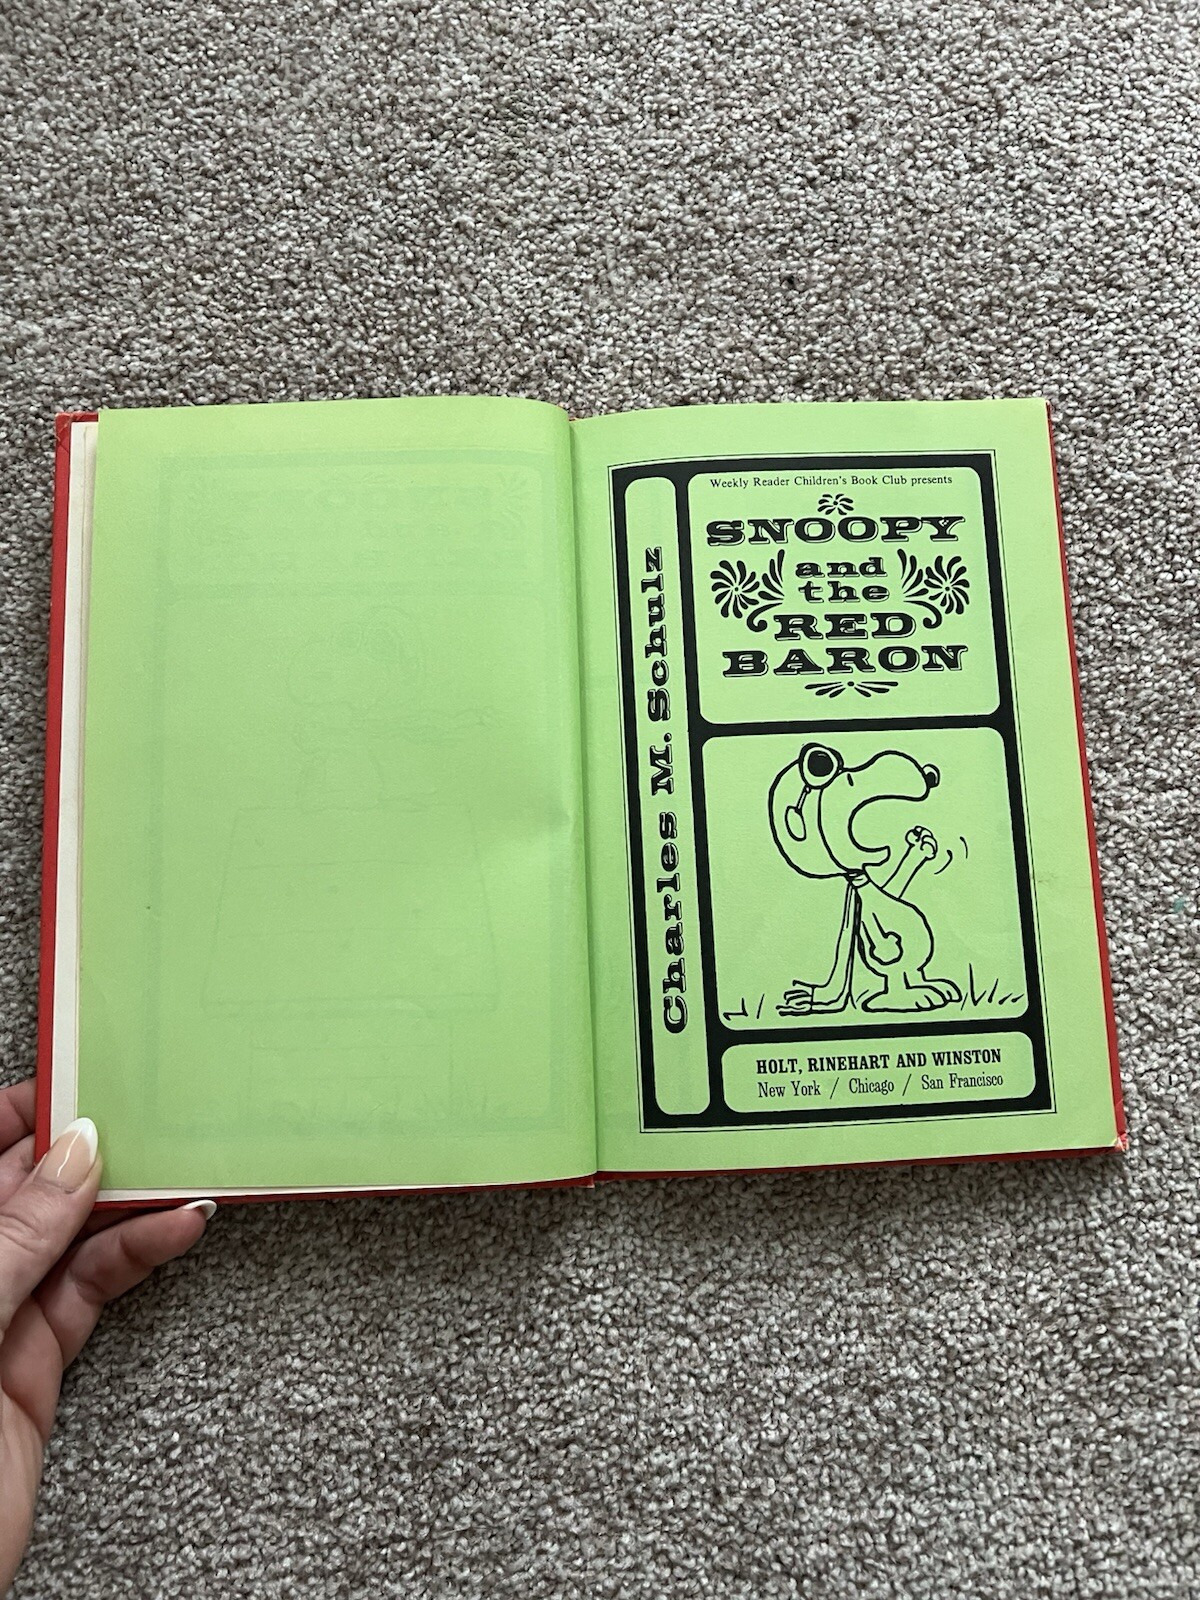 Charles M. Schulz
Weekly Reader Children's Book Club presents
SNOOPY
and
the
RED
BARON
HOLT, RINEHART AND WINSTON
New York / Chicago / San Francisco